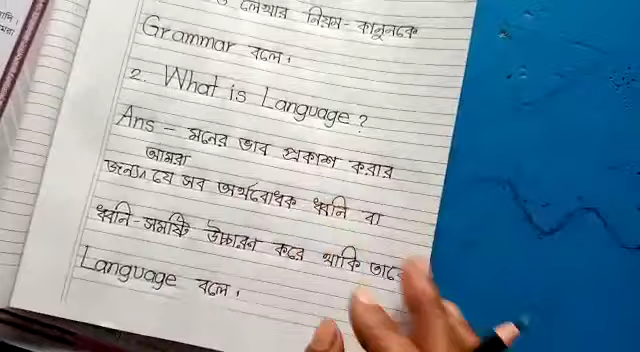 ও লেখার নিয়ম-কানুনকে
Grammar বলে।
2. What is Language?
Ans - মনের ভাব প্রকাশ করার
আমরা
জন্য যে সব অর্থবোধক ধ্বনি বা
ধ্বনি-সমষ্টি উচ্চারন করে থাকি তাকে
Language বলে।